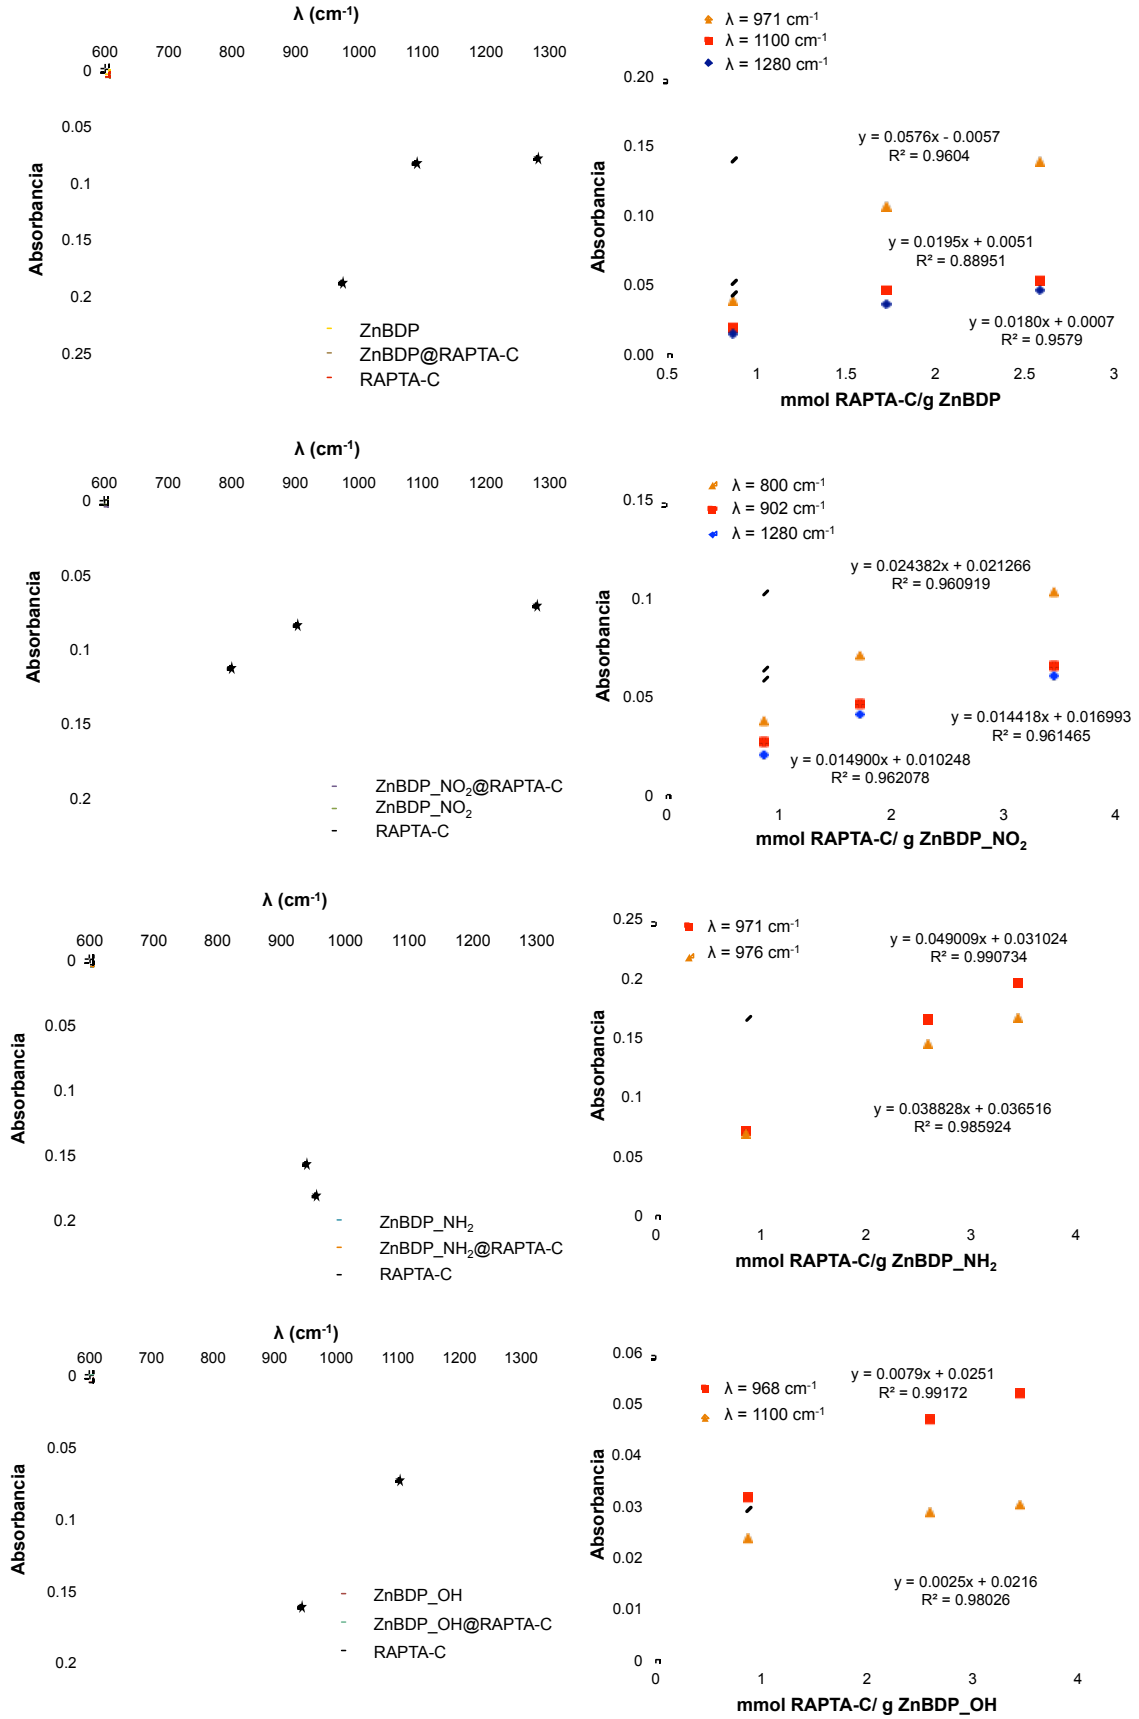 λ (cm-1)
600 700 800 900 1000 1100 1200 1300
0
0.05
0.1
0.15
0.2
0.25
Absorbancia
ZnBDP
ZnBDP@RAPTA-C
RAPTA-C
λ = 971 cm-1
λ = 1100 cm-1
λ = 1280 cm-1
0.20
0.15
0.10
0.05
0.00
Absorbancia
y = 0.0576x - 0.0057
R² = 0.9604
y = 0.0195x + 0.0051
R² = 0.88951
y = 0.0180x + 0.0007
R² = 0.9579
0.5 1 1.5 2 2.5 3
mmol RAPTA-C/g ZnBDP
λ (cm-1)
600 700 800 900 1000 1100 1200 1300
0
0.05
0.1
0.15
0.2
Absorbancia
ZnBDP_NO2@RAPTA-C
ZnBDP_NO2
RAPTA-C
λ = 800 cm-1
λ = 902 cm-1
λ = 1280 cm-1
0.15
0.1
0.05
0
Absorbancia
y = 0.024382x + 0.021266
R² = 0.960919
y = 0.014418x + 0.016993
R² = 0.961465
y = 0.014900x + 0.010248
R² = 0.962078
0 1 2 3 4
mmol RAPTA-C/ g ZnBDP_NO2
λ (cm-1)
600 700 800 900 1000 1100 1200 1300
0
0.05
0.1
0.15
0.2
Absorbancia
ZnBDP_NH2
ZnBDP_NH2@RAPTA-C
RAPTA-C
λ = 971 cm-1
λ = 976 cm-1
0.25
0.2
0.15
0.1
0.05
0
Absorbancia
y = 0.049009x + 0.031024
R² = 0.990734
y = 0.038828x + 0.036516
R² = 0.985924
0 1 2 3 4
mmol RAPTA-C/g ZnBDP_NH2
λ (cm-1)
600 700 800 900 1000 1100 1200 1300
0
0.05
0.1
0.15
0.2
Absorbancia
ZnBDP_OH
ZnBDP_OH@RAPTA-C
RAPTA-C
λ = 968 cm-1
λ = 1100 cm-1
0.06
0.05
0.04
0.03
0.02
0.01
0
Absorbancia
y = 0.0079x + 0.0251
R² = 0.99172
y = 0.0025x + 0.0216
R² = 0.98026
0 1 2 3 4
mmol RAPTA-C/ g ZnBDP_OH